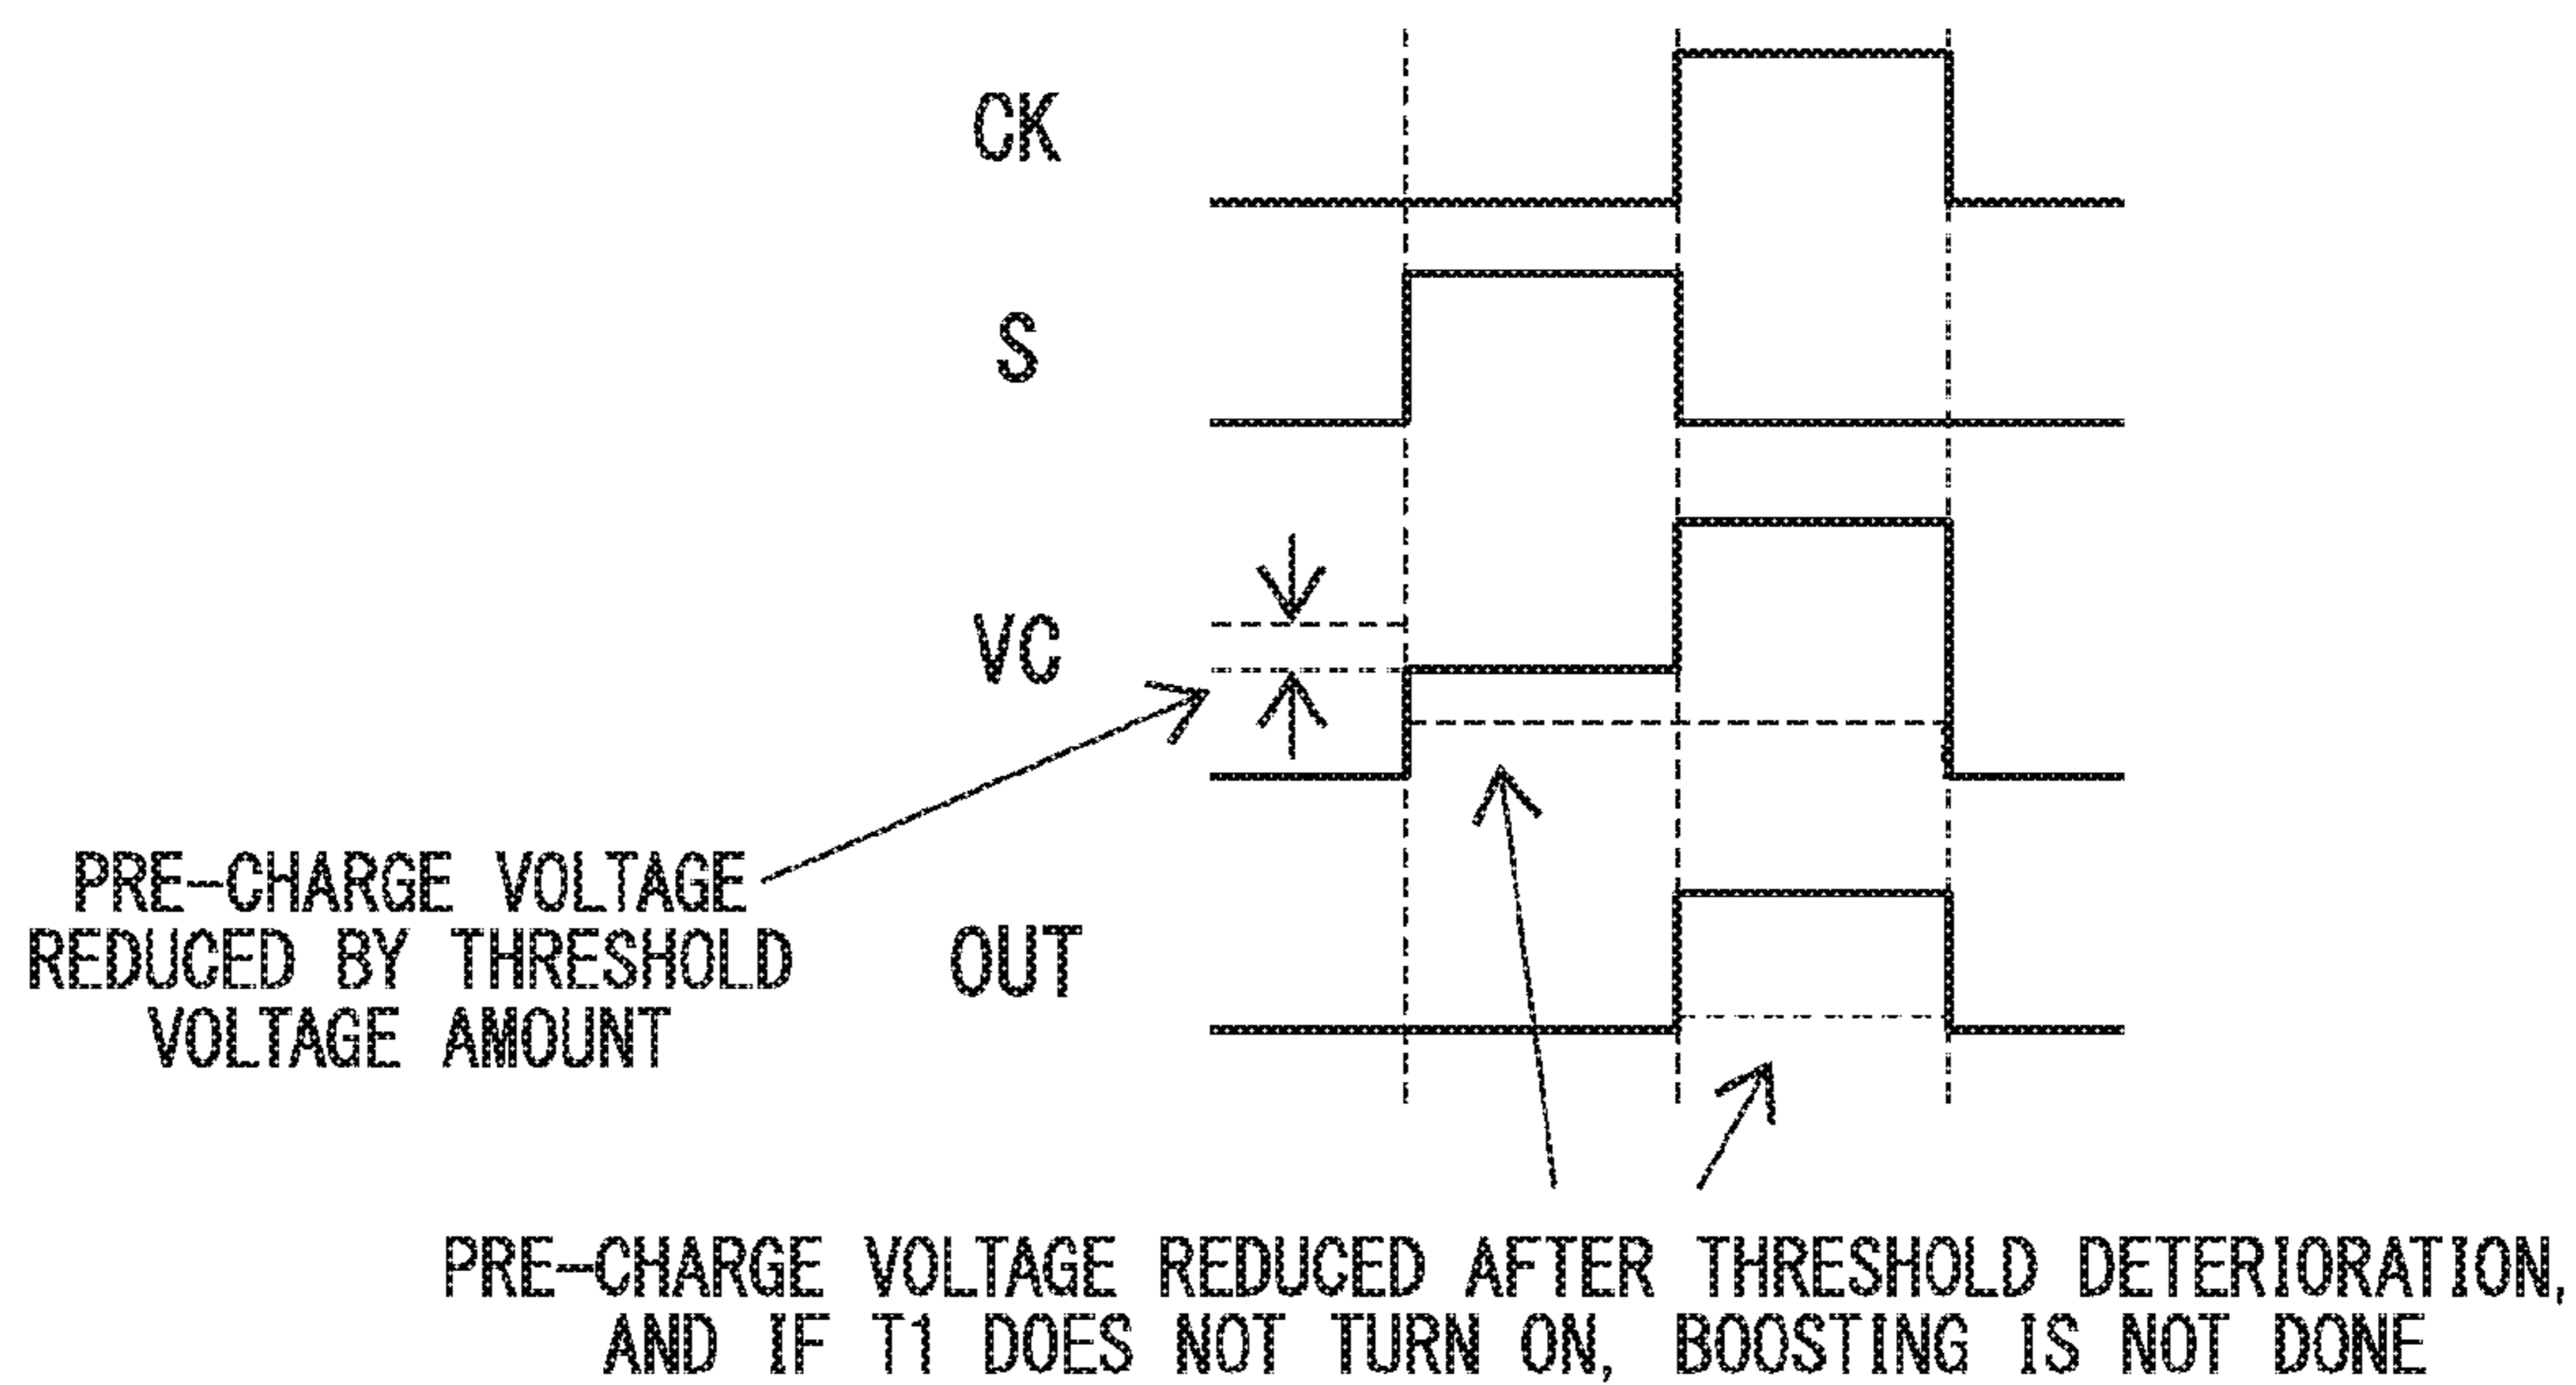 CK
S
VC
PRE-CHARGE VOLTAGE
REDUCED BY THRESHOLD
VOLTAGE AMOUNT
OUT
PRE-CHARGE VOLTAGE REDUCED AFTER THRESHOLD DETERIORATION,
AND IF T1 DOES NOT TURN ON, BOOSTING IS NOT DONE